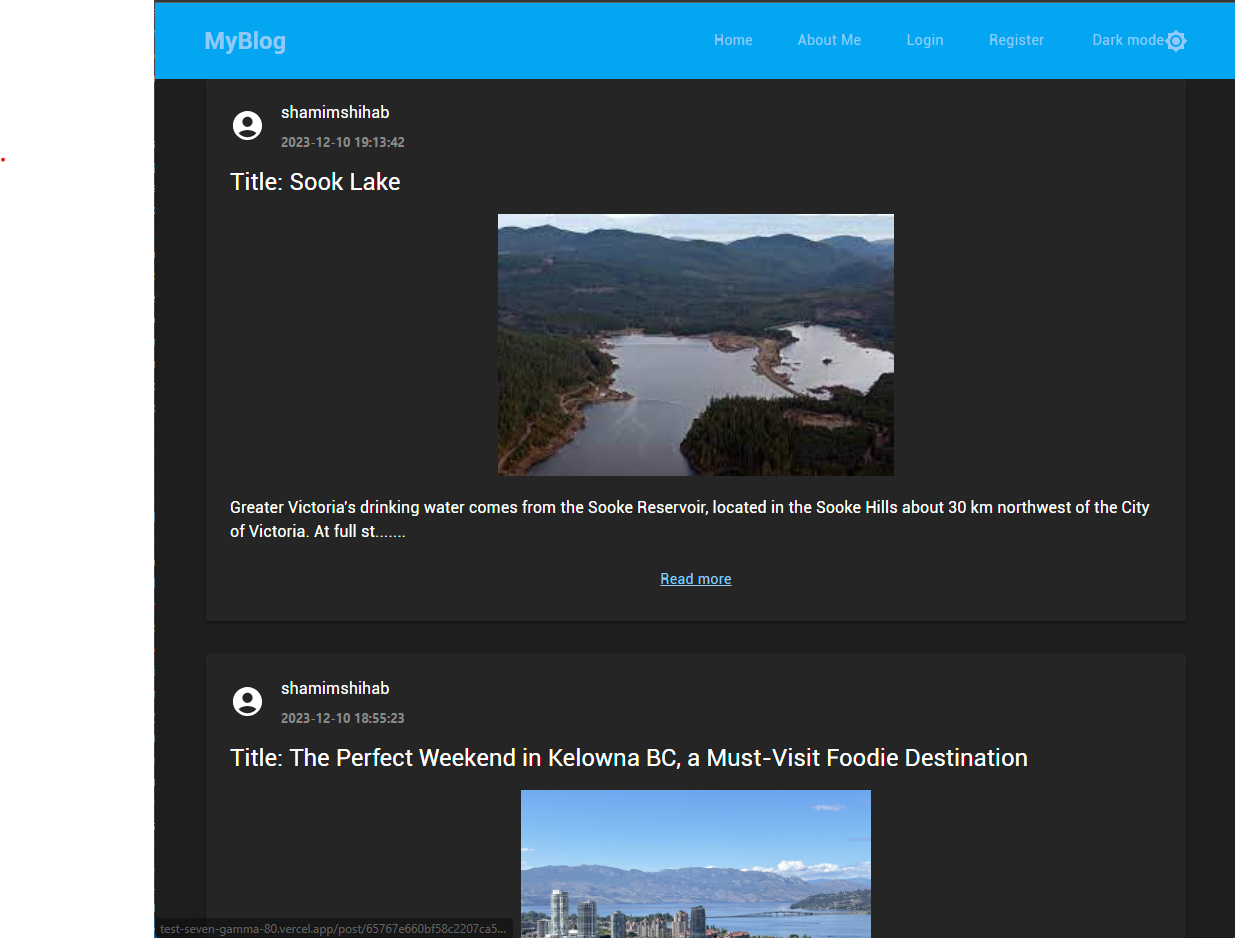 MyBlog
Home
About Me
Login
Register
Dark mode
shamimshihab
2023-12-10 19:13:42
Title: Sook Lake
Greater Victoria's drinking water comes from the Sooke Reservoir, located in the Sooke Hills about 30 km northwest of the City
of Victoria. At full st.......
Read more
shamimshihab
2023-12-10 18:55:23
Title: The Perfect Weekend in Kelowna BC, a Must-Visit Foodie Destination
test-seven-gamma-80.vercel.app/post/65767e660bf58c2207ca5...